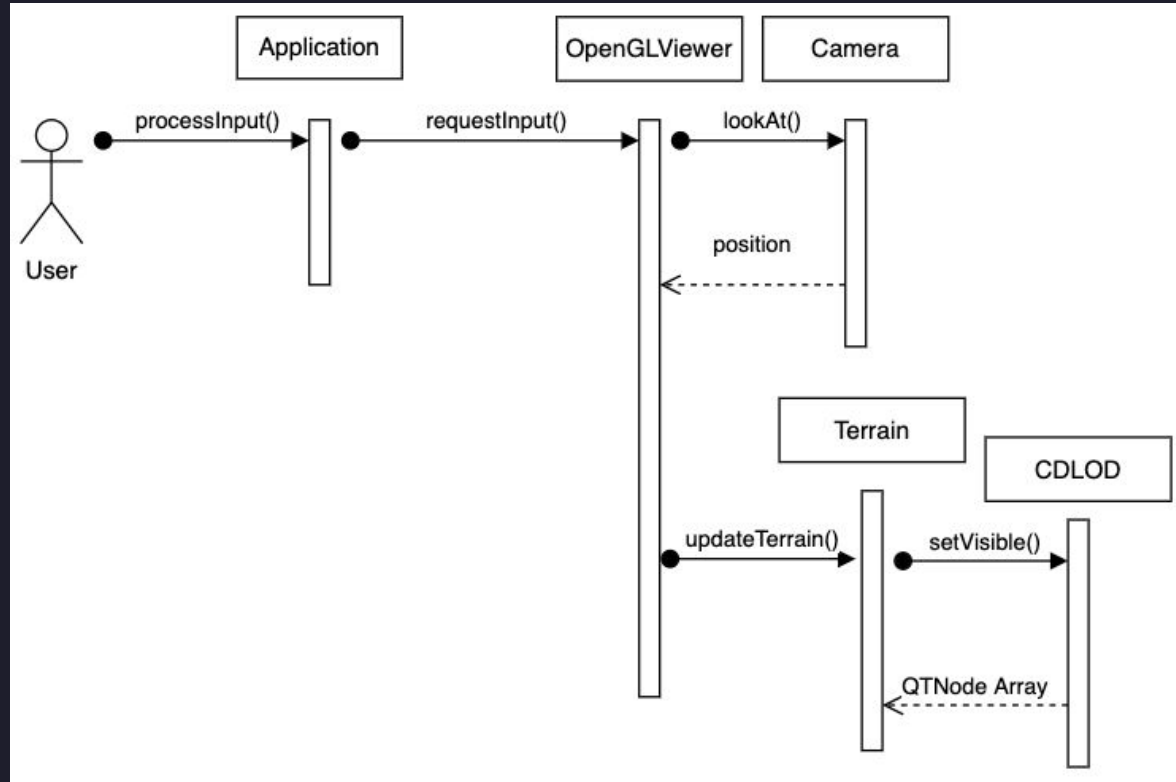 Application
OpenGLViewer
Camera
processInput()
requestInput()
lookAt()
User
position
Terrain
CDLOD
updateTerrain()
setVisible()
QTNode Array